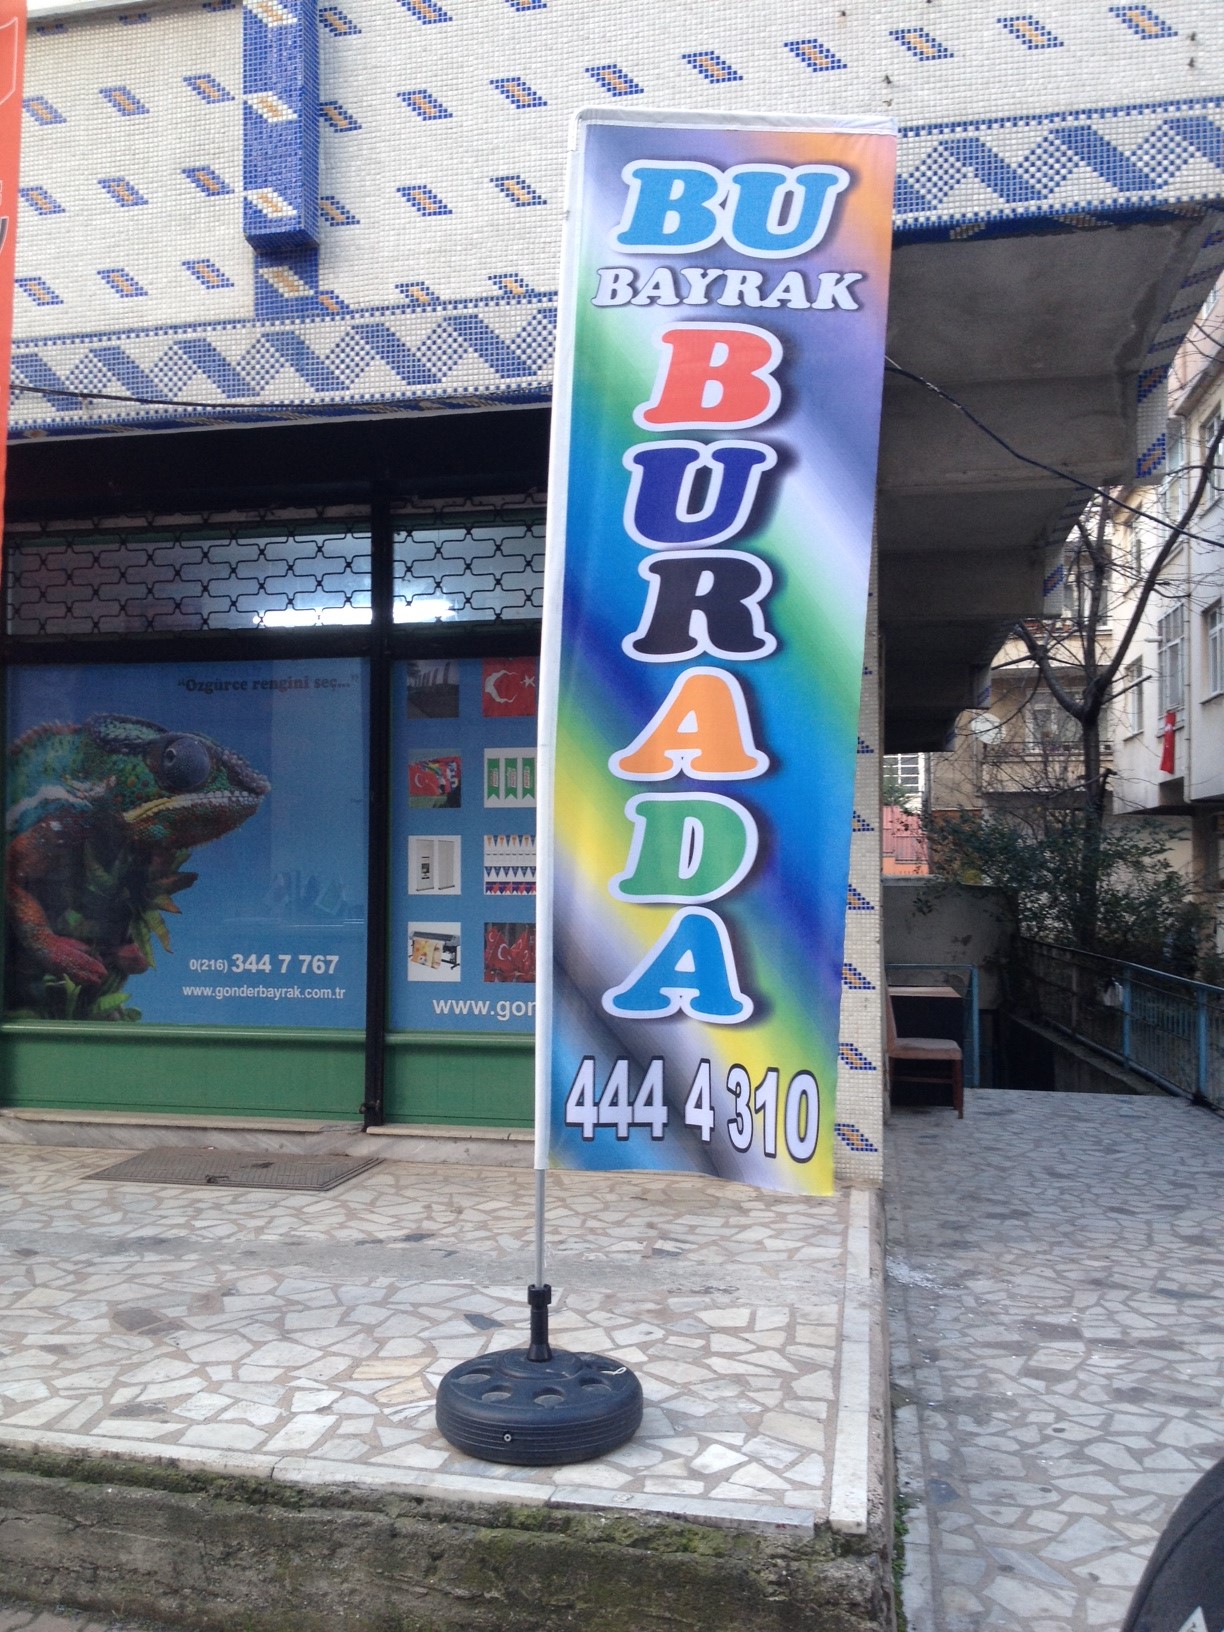 BU
BAYRAK
BURADA
444 4 310
“Özgürce rengini seç...”
0(216) 344 7 767
www.gonderbayrak.com.tr
www.gon